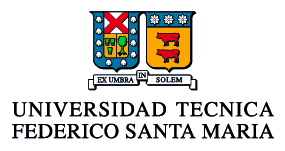 EX UMBRA IN SOLEM
UNIVERSIDAD TECNICA
FEDERICO SANTA MARIA